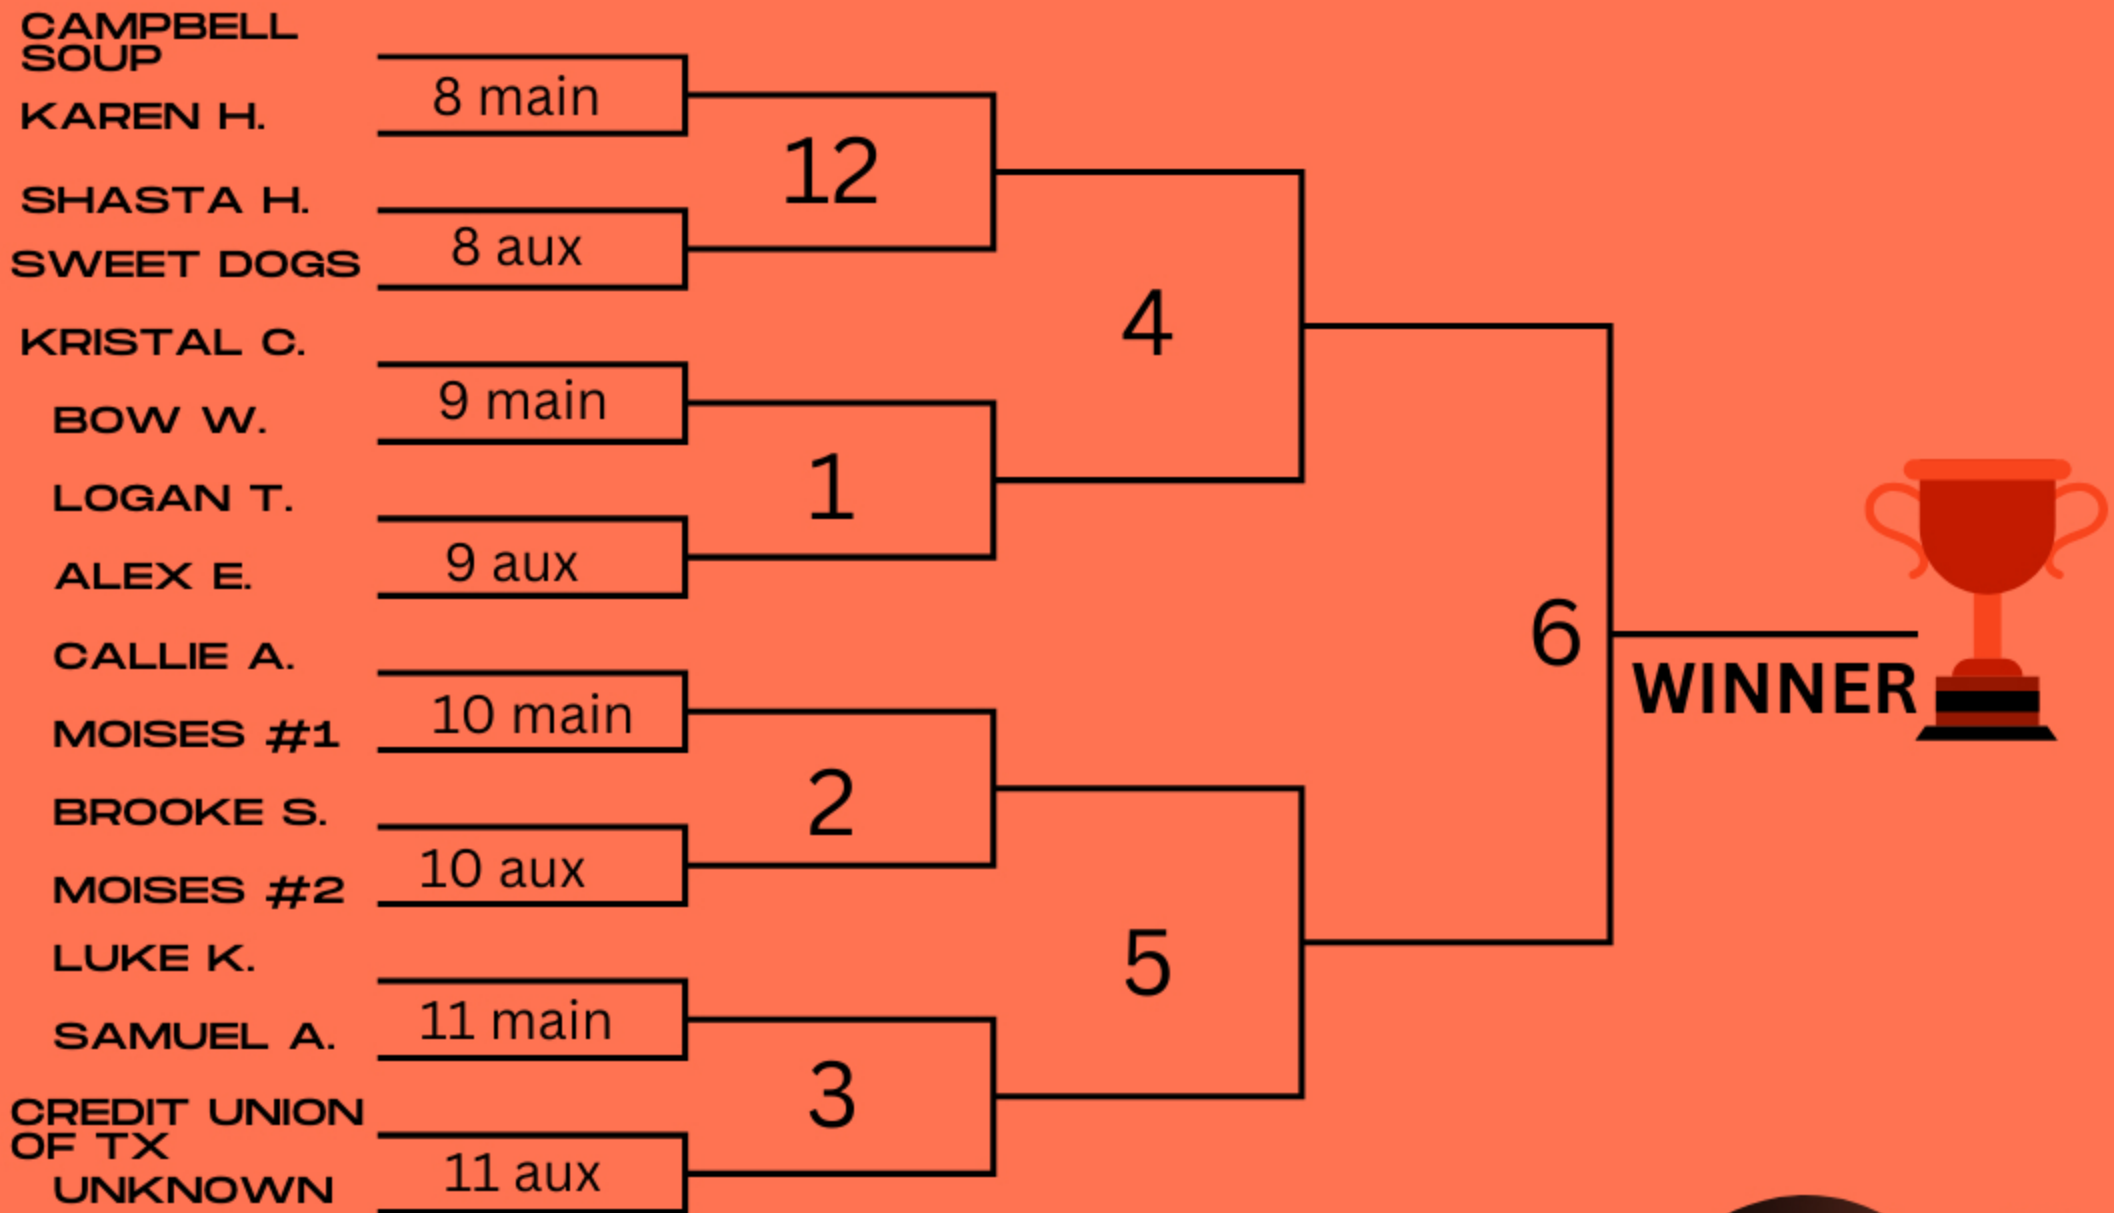 CAMPBELL
SOUP
8 main
KAREN H.
12
SHASTA H.
8 aux
SWEET DOGS
4
KRISTAL C.
9 main
BOW W.
1
LOGAN T.
9 aux
ALEX E.
6
CALLIE A.
WINNER
10 main
MOISES #1
2
BROOKE S.
10 aux
MOISES #2
5
LUKE K.
11 main
SAMUEL A.
3
CREDIT UNION
OF TX
11 aux
UNKNOWN